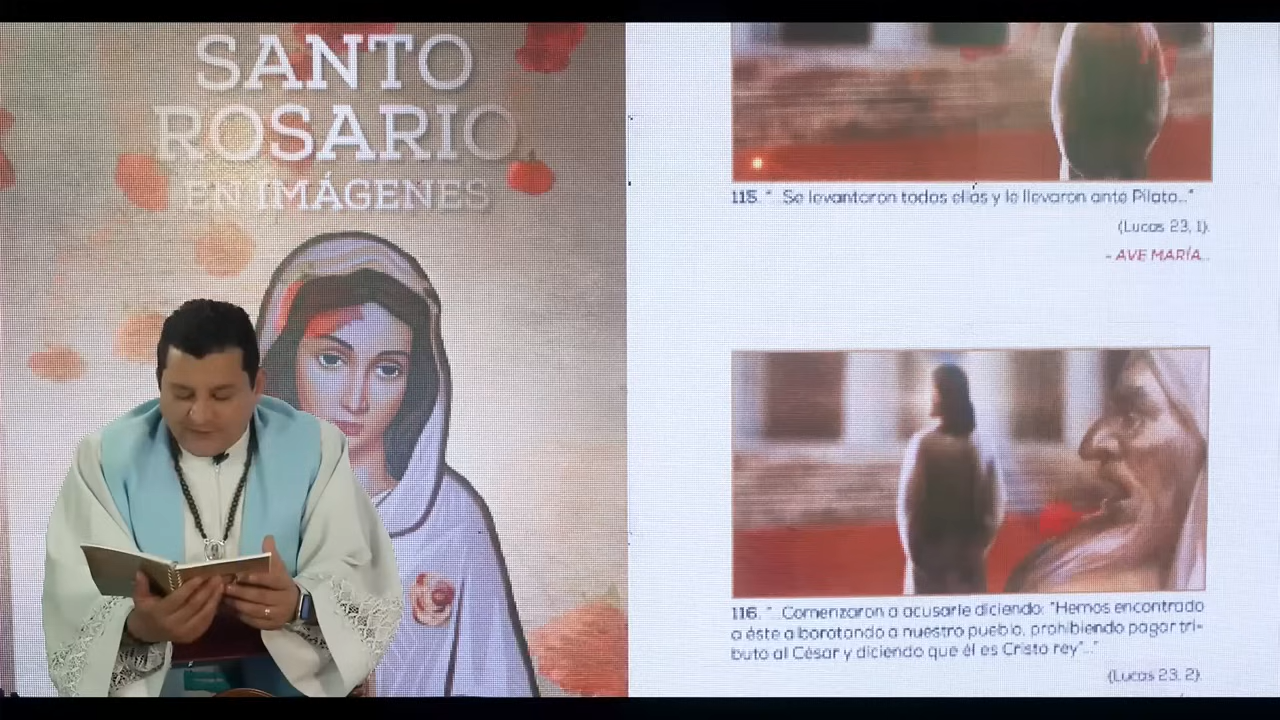 SANTO
ROSARIO
EN IMÁGENES
115. "...Se levantaron todos ellos y le llevaron ante Pilato..."
(Lucas 23, 1).
- AVE MARÍA...
116. "...Comenzaron a acusarle diciendo: "Hemos encontrado
a éste alborotando a nuestro pueblo, prohibiendo pagar tri-
buto al César y diciendo que él es Cristo rey"..."
(Lucas 23, 2).